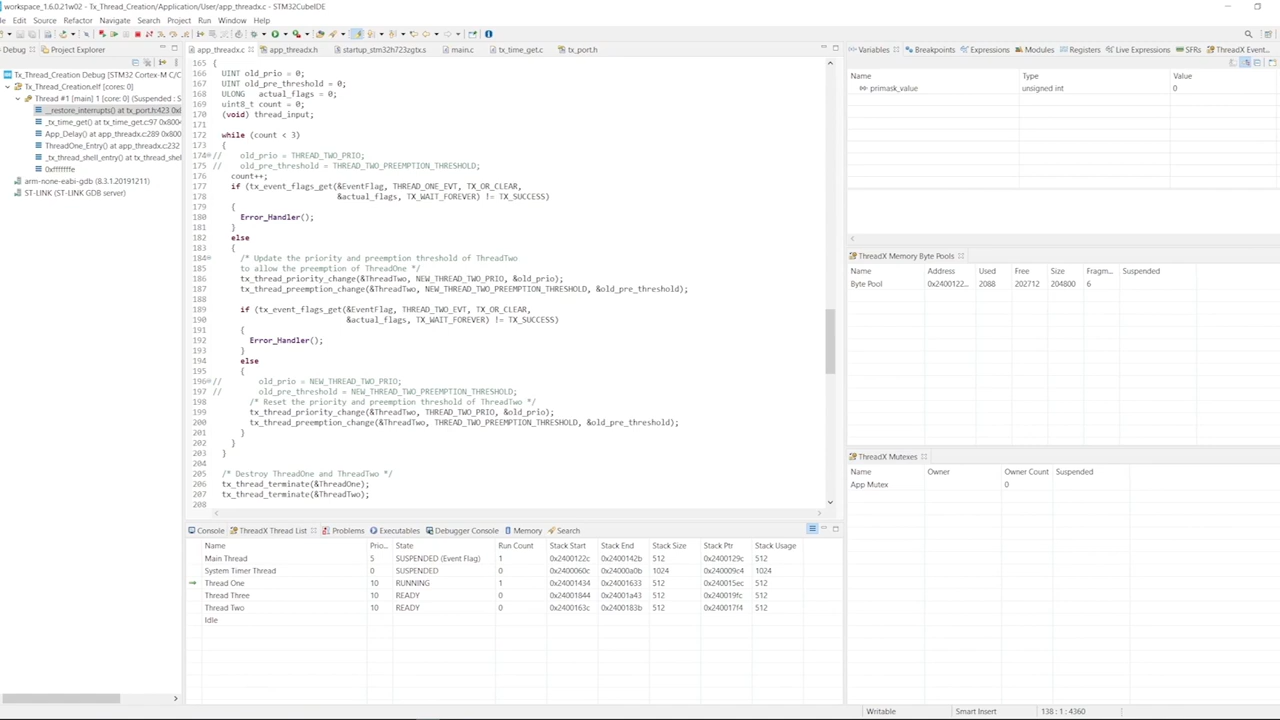 workspace_1.6.0.21w02 - Tx_Thread_Creation/Application/User/app_threadx.c - STM32CubeIDE
Edit Source Refactor Navigate Search Project Run Window Help
Debug Project Explorer
app_threadx.c app_threadx.h startup_stm32h723zgtx.s main.c tx_time_get.c tx_port.h
Variables Breakpoints Expressions Modules Registers Live Expressions SFRs ThreadX Event...
Tx_Thread_Creation Debug [STM32 Cortex-M C/C
Tx_Thread_Creation.elf [cores: 0]
Thread #1 [main] 1 [core: 0] (Suspended : S
__restore_interrupts() at tx_port.h:423 0x8
_tx_time_get() at tx_time_get.c:97 0x8004
App_Delay() at app_threadx.c:289 0x8000
ThreadOne_Entry() at app_threadx.c:232
_tx_thread_shell_entry() at tx_thread_shel
0xfffffffe
arm-none-eabi-gdb (8.3.1.20191211)
ST-LINK (ST-LINK GDB server)
165 {
166 UINT old_prio = 0;
167 UINT old_pre_threshold = 0;
168 ULONG actual_flags = 0;
169 uint8_t count = 0;
170 (void) thread_input;
171
172 while (count < 3)
173 {
174 // old_prio = THREAD_TWO_PRIO;
175 // old_pre_threshold = THREAD_TWO_PREEMPTION_THRESHOLD;
176 count++;
177 if (tx_event_flags_get(&EventFlag, THREAD_ONE_EVT, TX_OR_CLEAR,
178 &actual_flags, TX_WAIT_FOREVER) != TX_SUCCESS)
179 {
180 Error_Handler();
181 }
182 else
183 {
184 /* Update the priority and preemption threshold of ThreadTwo
185 to allow the preemption of ThreadOne */
186 tx_thread_priority_change(&ThreadTwo, NEW_THREAD_TWO_PRIO, &old_prio);
187 tx_thread_preemption_change(&ThreadTwo, NEW_THREAD_TWO_PREEMPTION_THRESHOLD, &old_pre_threshold);
188
189 if (tx_event_flags_get(&EventFlag, THREAD_TWO_EVT, TX_OR_CLEAR,
190 &actual_flags, TX_WAIT_FOREVER) != TX_SUCCESS)
191 {
192 Error_Handler();
193 }
194 else
195 {
196 // old_prio = NEW_THREAD_TWO_PRIO;
197 // old_pre_threshold = NEW_THREAD_TWO_PREEMPTION_THRESHOLD;
198 /* Reset the priority and preemption threshold of ThreadTwo */
199 tx_thread_priority_change(&ThreadTwo, THREAD_TWO_PRIO, &old_prio);
200 tx_thread_preemption_change(&ThreadTwo, THREAD_TWO_PREEMPTION_THRESHOLD, &old_pre_threshold);
201 }
202 }
203 }
204
205 /* Destroy ThreadOne and ThreadTwo */
206 tx_thread_terminate(&ThreadOne);
207 tx_thread_terminate(&ThreadTwo);
208
Name Type Value
primask_value unsigned int 0
ThreadX Memory Byte Pools
Name Address Used Free Size Fragm... Suspended
Byte Pool 0x2400122... 2088 202712 204800 6
ThreadX Mutexes
Name Owner Owner Count Suspended
App Mutex 0
Console ThreadX Thread List Problems Executables Debugger Console Memory Search
Name Prio... State Run Count Stack Start Stack End Stack Size Stack Ptr Stack Usage
Main Thread 5 SUSPENDED (Event Flag) 1 0x2400122c 0x2400142b 512 0x2400129c 512
System Timer Thread 0 SUSPENDED 0 0x2400060c 0x24000a0b 1024 0x240009c4 1024
Thread One 10 RUNNING 1 0x24001434 0x24001633 512 0x240015ec 512
Thread Three 10 READY 0 0x24001844 0x24001a43 512 0x240019fc 512
Thread Two 10 READY 0 0x2400163c 0x2400183b 512 0x240017f4 512
Idle
Writable Smart Insert 138 : 1 : 4360